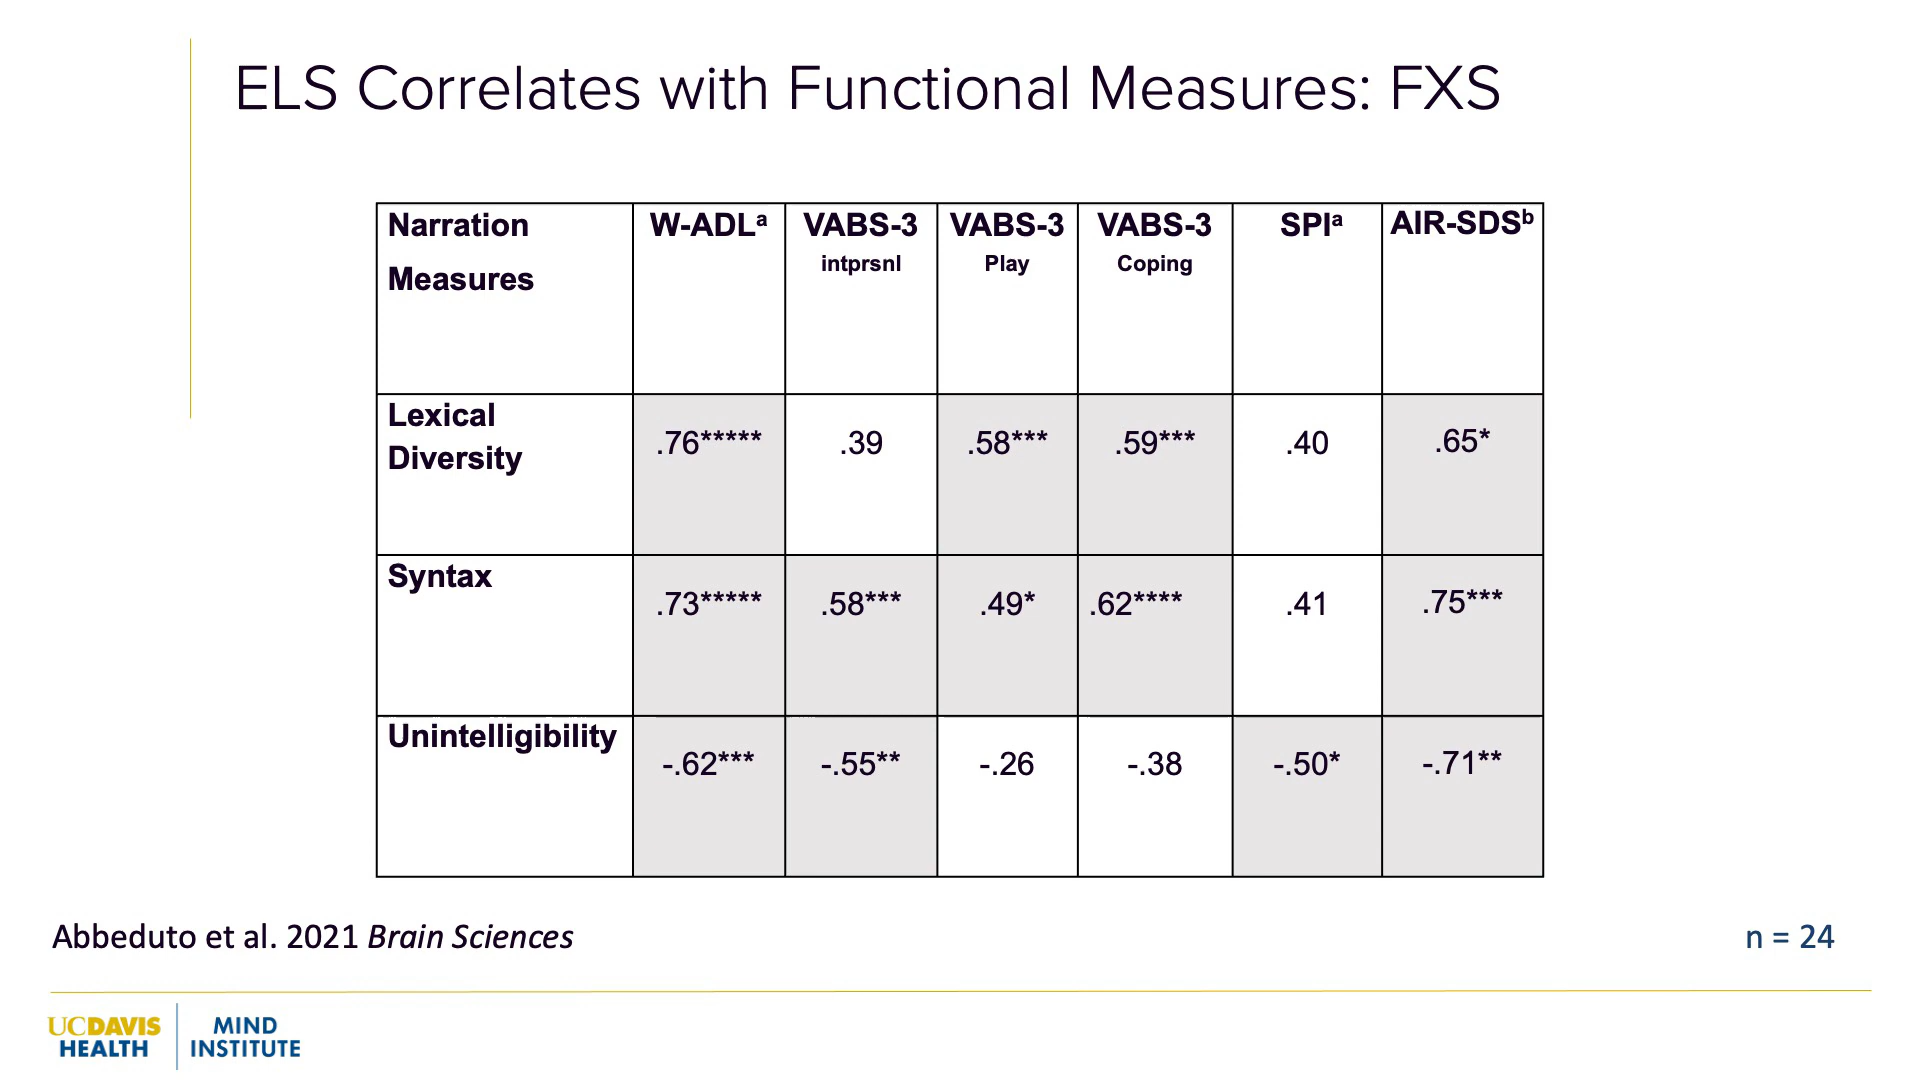 ELS Correlates with Functional Measures: FXS
Narration Measures	W-ADLᵃ	VABS-3 intprsnl	VABS-3 Play	VABS-3 Coping	SPIᵃ	AIR-SDSᵇ
Lexical Diversity	.76*****	.39	.58***	.59***	.40	.65*
Syntax	.73*****	.58***	.49*	.62****	.41	.75***
Unintelligibility	-.62***	-.55**	-.26	-.38	-.50*	-.71**
Abbeduto et al. 2021 Brain Sciences
n = 24
UCDAVIS
HEALTH
MIND
INSTITUTE